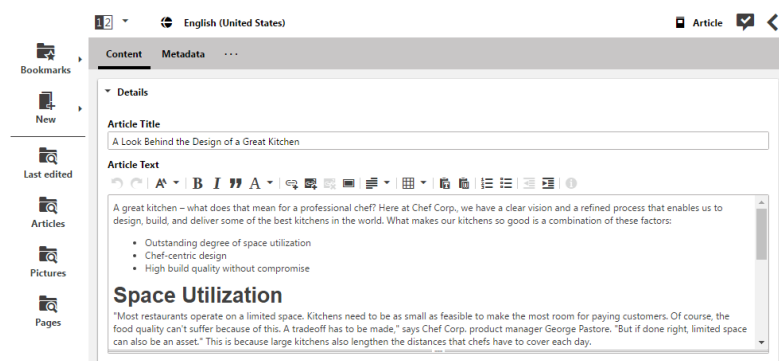 12
English (United States)
Article
Content
Metadata
...
Bookmarks
New
Last edited
Articles
Pictures
Pages
Details
Article Title
A Look Behind the Design of a Great Kitchen
Article Text
B I A
A great kitchen – what does that mean for a professional chef? Here at Chef Corp., we have a clear vision and a refined process that enables us to
design, build, and deliver some of the best kitchens in the world. What makes our kitchens so good is a combination of these factors:
Outstanding degree of space utilization
Chef-centric design
High build quality without compromise
Space Utilization
"Most restaurants operate on a limited space. Kitchens need to be as small as feasible to make the most room for paying customers. Of course, the
food quality can't suffer because of this. A tradeoff has to be made," says Chef Corp. product manager George Pastore. "But if done right, limited space
can also be an asset." This is because large kitchens also lengthen the distances that chefs have to cover each day.